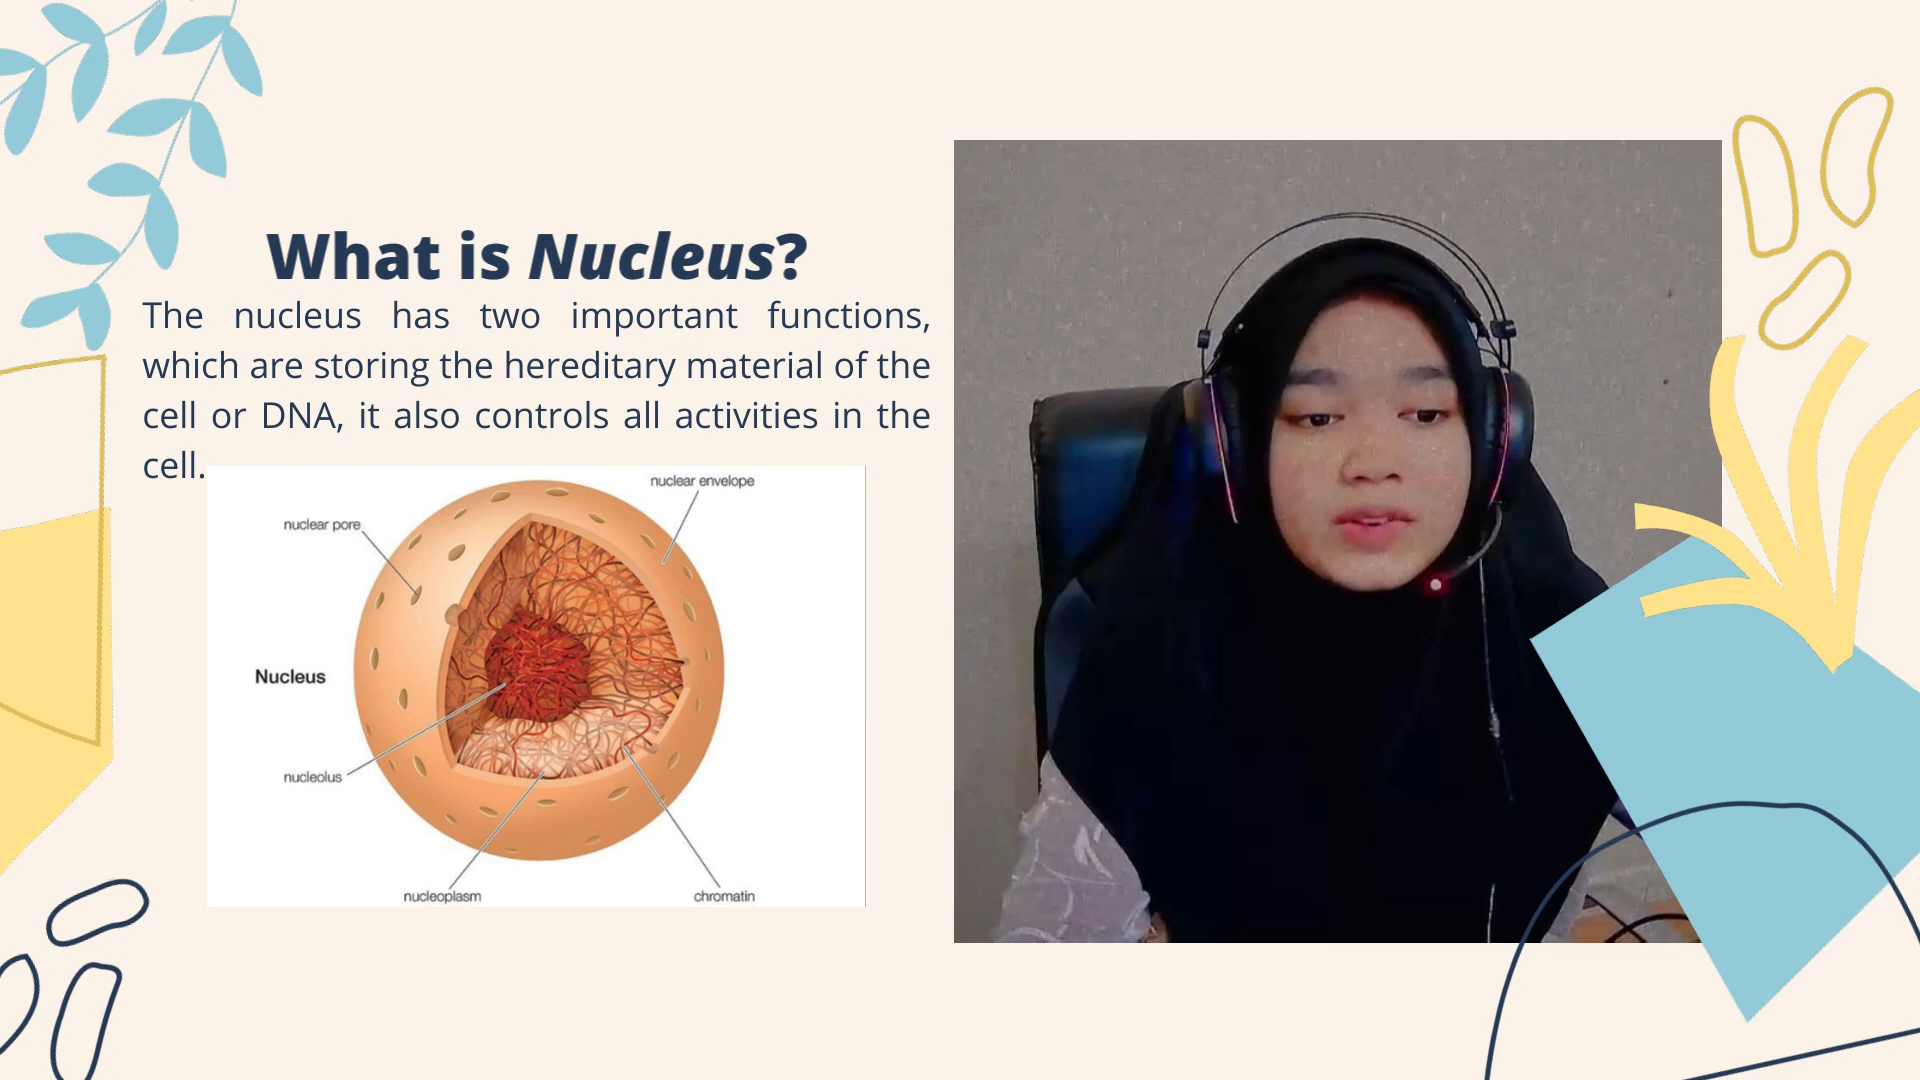 What is Nucleus?
The nucleus has two important functions,
which are storing the hereditary material of the
cell or DNA, it also controls all activities in the
cell.
nuclear envelope
nuclear pore
Nucleus
nucleolus
nucleoplasm
chromatin